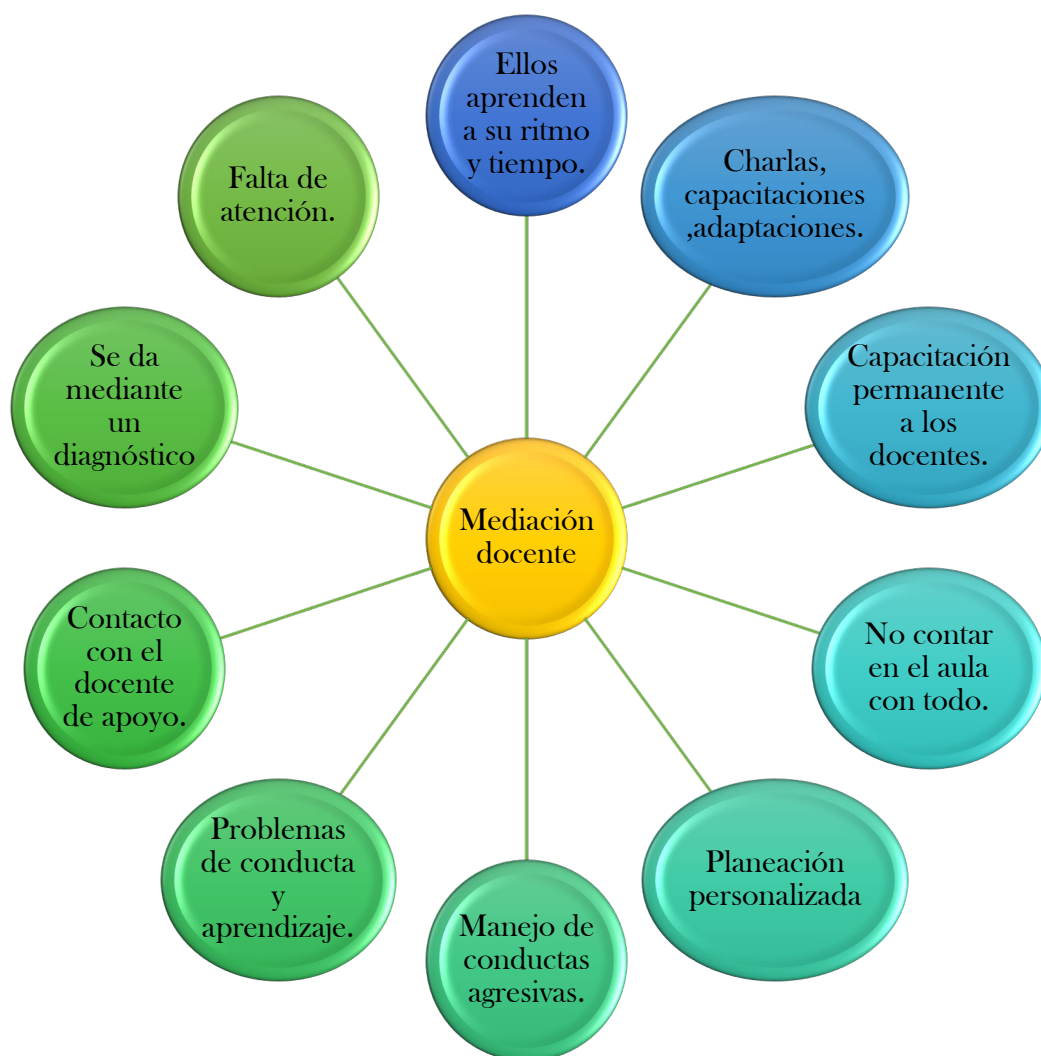 Ellos
aprenden
a su ritmo
y tiempo.
Charlas,
capacitaciones
,adaptaciones.
Capacitación
permanente
a los
docentes.
No contar
en el aula
con todo.
Planeación
personalizada
Manejo de
conductas
agresivas.
Problemas
de conducta
y
aprendizaje.
Contacto
con el
docente
de apoyo.
Se da
mediante
un
diagnóstico
Falta de
atención.
Mediación
docente